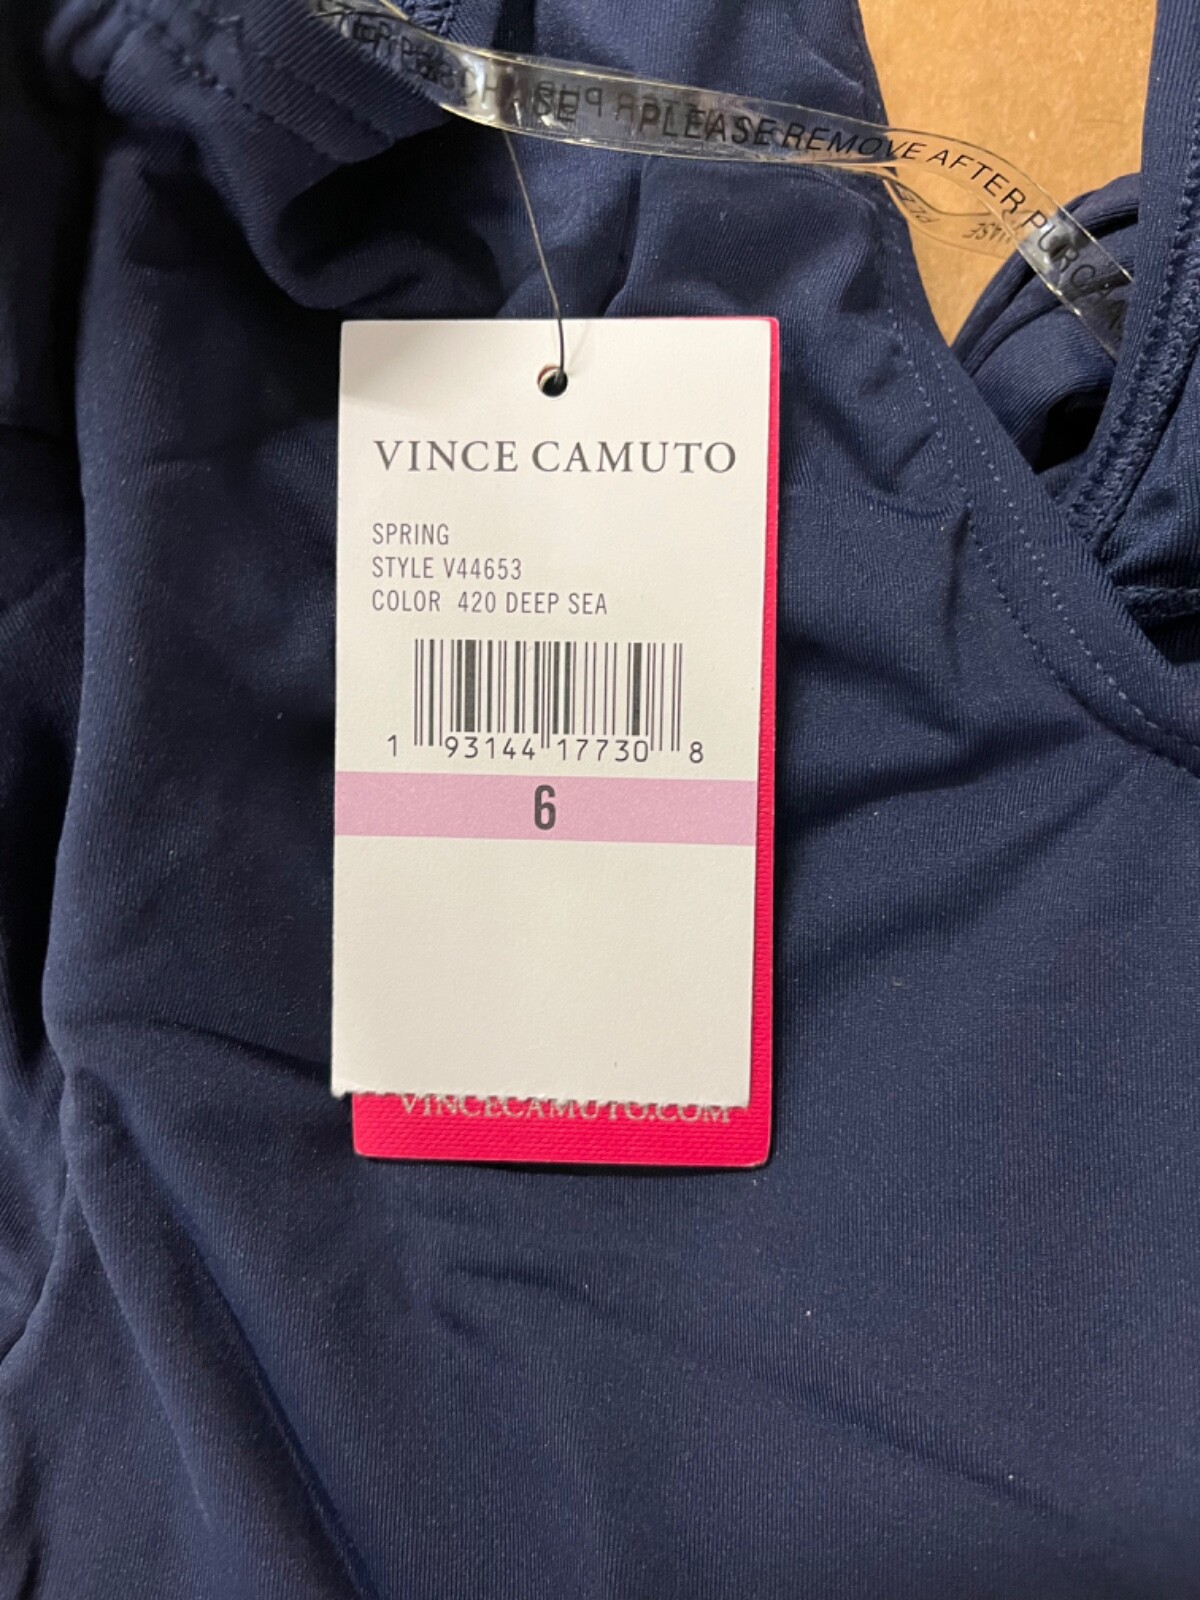 PLEASE REMOVE AFTER PURCHASE
VINCE CAMUTO
SPRING
STYLE V44653
COLOR 420 DEEP SEA
1 93144 17730 8
6
VINCECAMUTO.COM